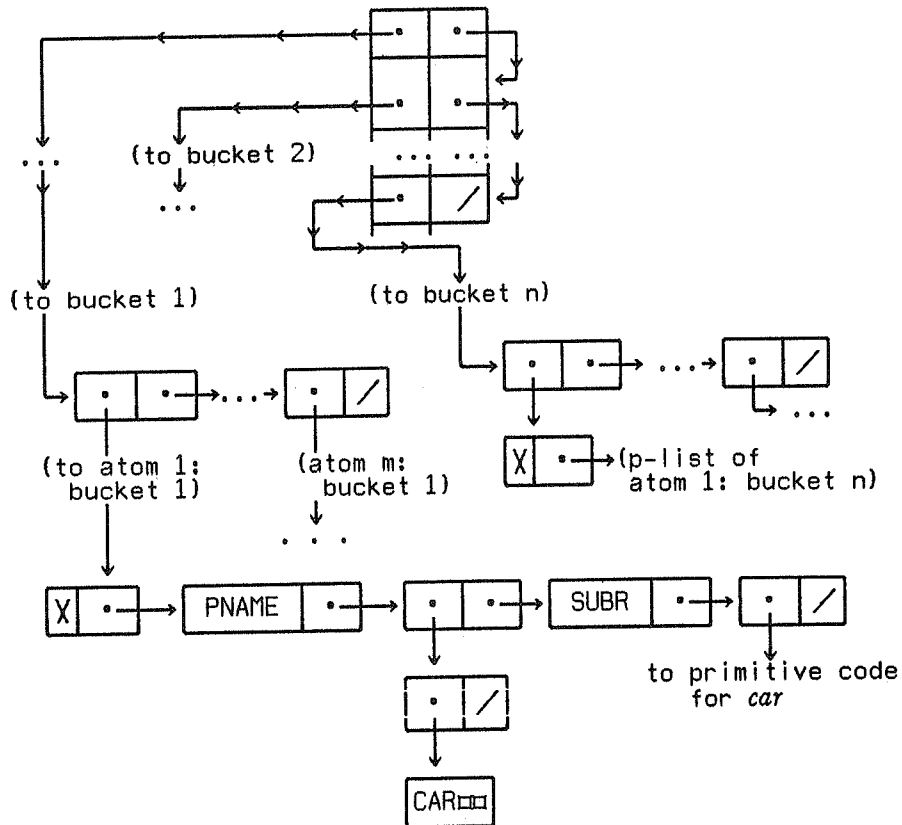 ... ...
...
(to bucket 2)
...
(to bucket 1)
(to bucket n)
...
...
...
(to atom 1:
bucket 1)
(atom m:
bucket 1)
X
(p-list of
atom 1: bucket n)
. . .
X
PNAME
SUBR
to primitive code
for car
CAR